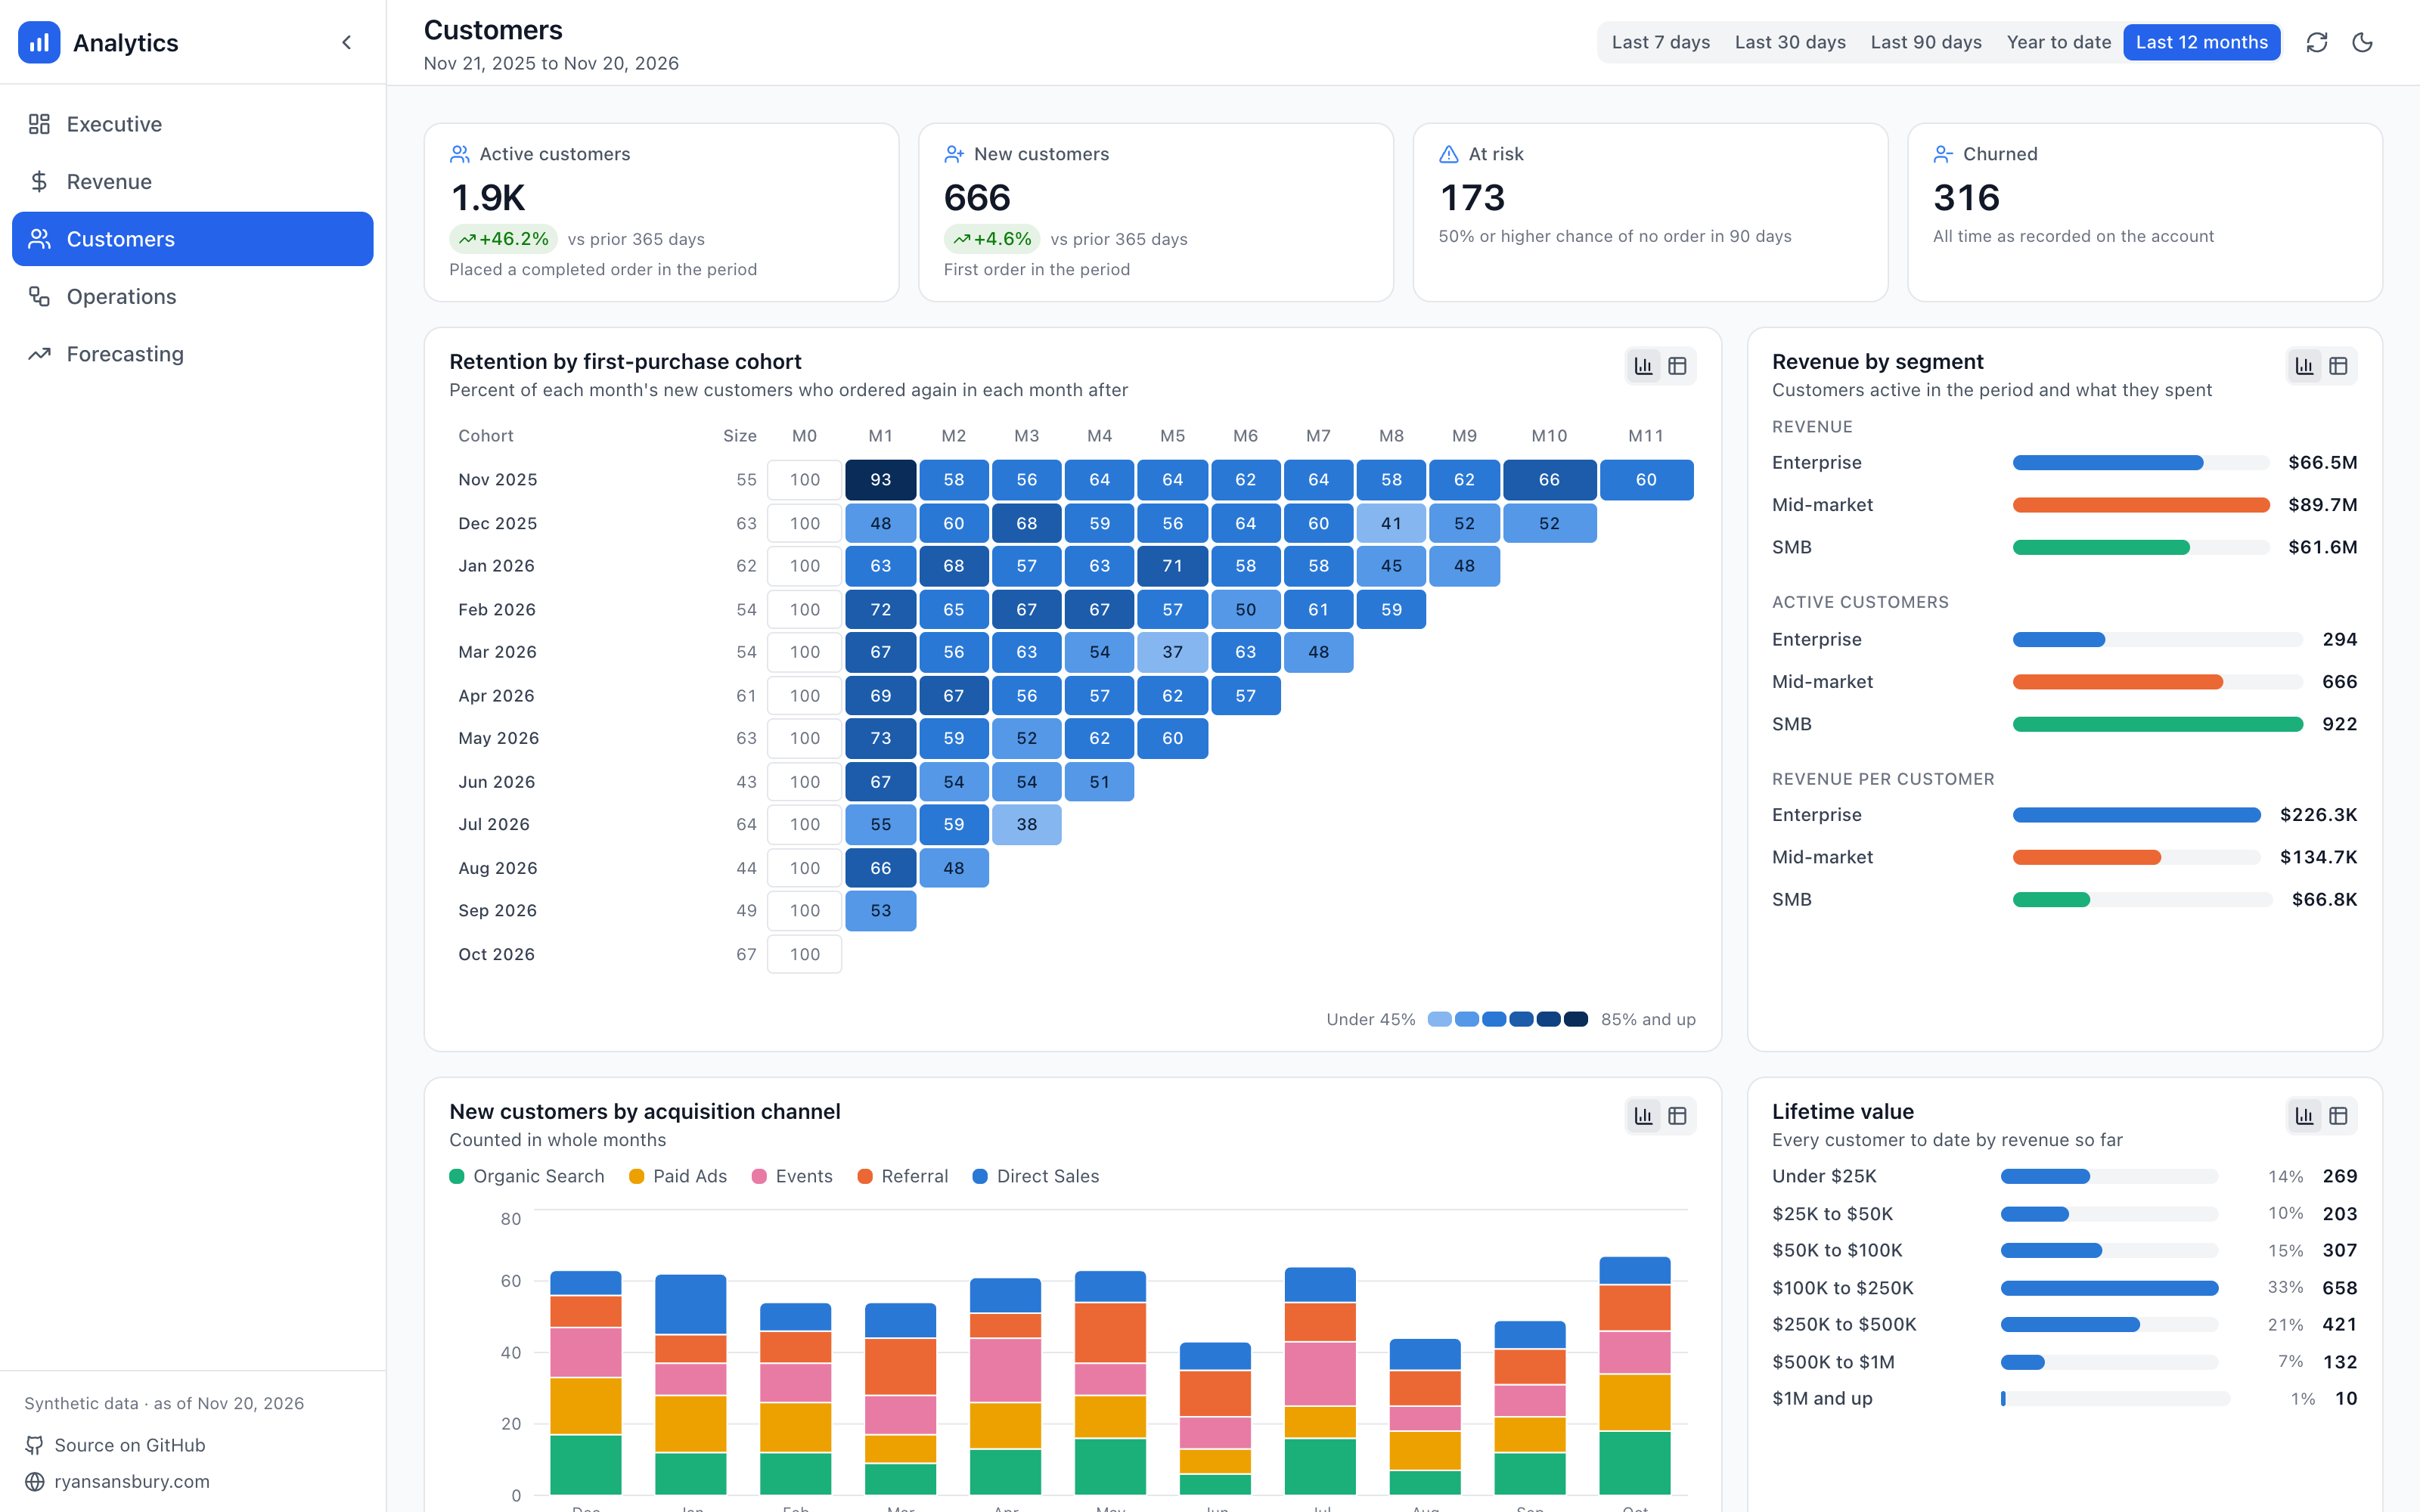 Analytics
Executive
Revenue
Customers
Operations
Forecasting
Synthetic data · as of Nov 20, 2026
Source on GitHub
ryansansbury.com
Customers
Nov 21, 2025 to Nov 20, 2026
Last 7 days Last 30 days Last 90 days Year to date Last 12 months
Active customers
1.9K
+46.2% vs prior 365 days
Placed a completed order in the period
New customers
666
+4.6% vs prior 365 days
First order in the period
At risk
173
50% or higher chance of no order in 90 days
Churned
316
All time as recorded on the account
Retention by first-purchase cohort
Percent of each month's new customers who ordered again in each month after
Cohort Size M0 M1 M2 M3 M4 M5 M6 M7 M8 M9 M10 M11
Nov 2025 55 100 93 58 56 64 64 62 64 58 62 66 60
Dec 2025 63 100 48 60 68 59 56 64 60 41 52 52
Jan 2026 62 100 63 68 57 63 71 58 58 45 48
Feb 2026 54 100 72 65 67 67 57 50 61 59
Mar 2026 54 100 67 56 63 54 37 63 48
Apr 2026 61 100 69 67 56 57 62 57
May 2026 63 100 73 59 52 62 60
Jun 2026 43 100 67 54 54 51
Jul 2026 64 100 55 59 38
Aug 2026 44 100 66 48
Sep 2026 49 100 53
Oct 2026 67 100
Under 45% 85% and up
Revenue by segment
Customers active in the period and what they spent
REVENUE
Enterprise $66.5M
Mid-market $89.7M
SMB $61.6M
ACTIVE CUSTOMERS
Enterprise 294
Mid-market 666
SMB 922
REVENUE PER CUSTOMER
Enterprise $226.3K
Mid-market $134.7K
SMB $66.8K
New customers by acquisition channel
Counted in whole months
Organic Search Paid Ads Events Referral Direct Sales
80
60
40
20
0
Dec Jan Feb Mar Apr May Jun Jul Aug Sep Oct
Lifetime value
Every customer to date by revenue so far
Under $25K 14% 269
$25K to $50K 10% 203
$50K to $100K 15% 307
$100K to $250K 33% 658
$250K to $500K 21% 421
$500K to $1M 7% 132
$1M and up 1% 10